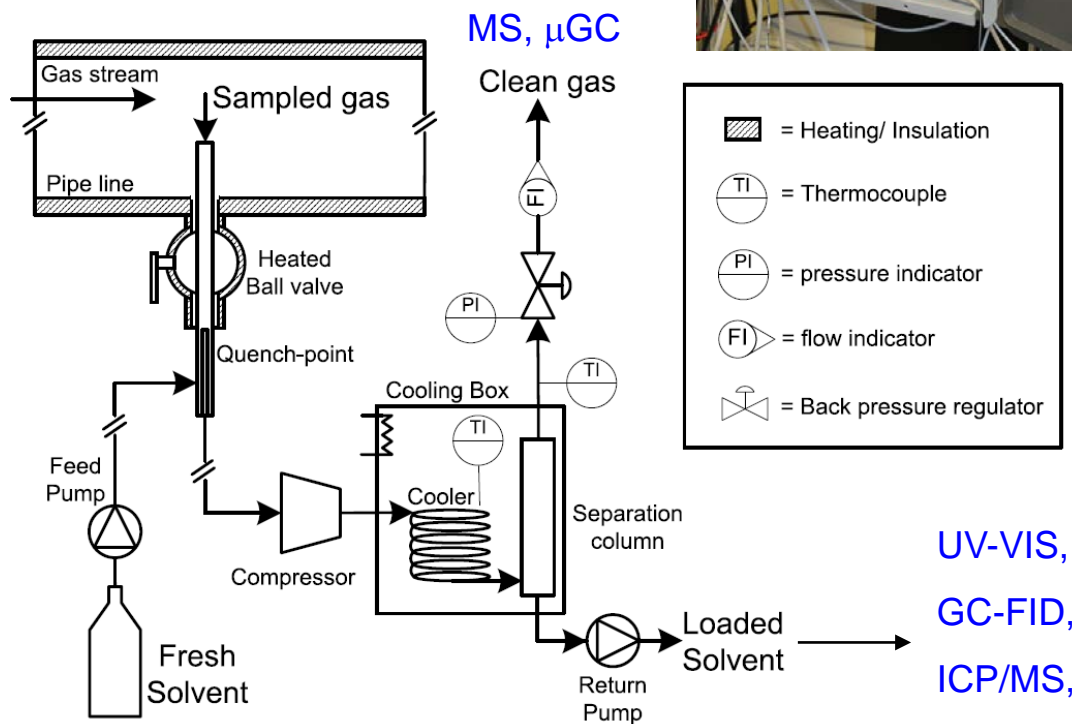 MS, μGC
Clean gas
Gas stream
Sampled gas
Pipe line
Heated
Ball valve
Quench-point
FI
PI
TI
Cooling Box
TI
Cooler
Feed
Pump
Compressor
Separation
column
Fresh
Solvent
Return
Pump
Loaded
Solvent
UV-VIS,
GC-FID,
ICP/MS,
= Heating/ Insulation
TI = Thermocouple
PI = pressure indicator
FI = flow indicator
= Back pressure regulator